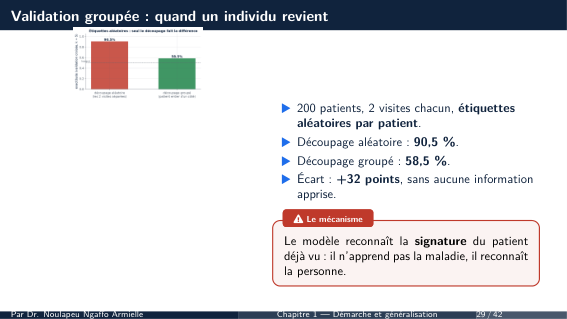 Validation groupée : quand un individu revient
Étiquettes aléatoires : seul le découpage fait la différence
90,5%
58,5%
200 patients, 2 visites chacun, étiquettes
aléatoires par patient.
Découpage aléatoire : 90,5 %.
Découpage groupé : 58,5 %.
Écart : +32 points, sans aucune information
apprise.
Le mécanisme
Le modèle reconnaît la signature du patient
déjà vu : il n'apprend pas la maladie, il reconnaît
la personne.
Par Dr. Noulapeu Ngaffo Armielle
Chapitre 1 — Démarche et généralisation
29 / 42